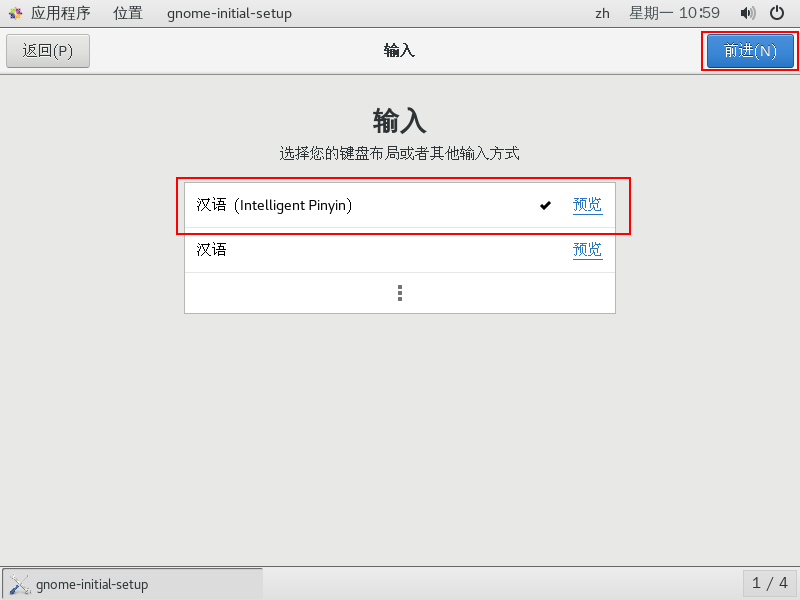 应用程序 位置 gnome-initial-setup zh 星期一 10:59
返回(P) 输入 前进(N)
输入
选择您的键盘布局或者其他输入方式
汉语 (Intelligent Pinyin) 预览
汉语 预览
gnome-initial-setup 1 / 4